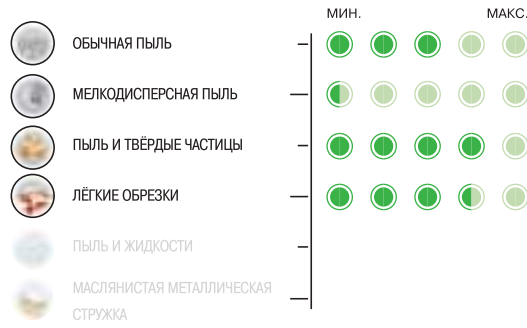 МИН. МАКС.
ОБЫЧНАЯ ПЫЛЬ
МЕЛКОДИСПЕРСНАЯ ПЫЛЬ
ПЫЛЬ И ТВЁРДЫЕ ЧАСТИЦЫ
ЛЁГКИЕ ОБРЕЗКИ
ПЫЛЬ И ЖИДКОСТИ
МАСЛЯНИСТАЯ МЕТАЛЛИЧЕСКАЯ
СТРУЖКА